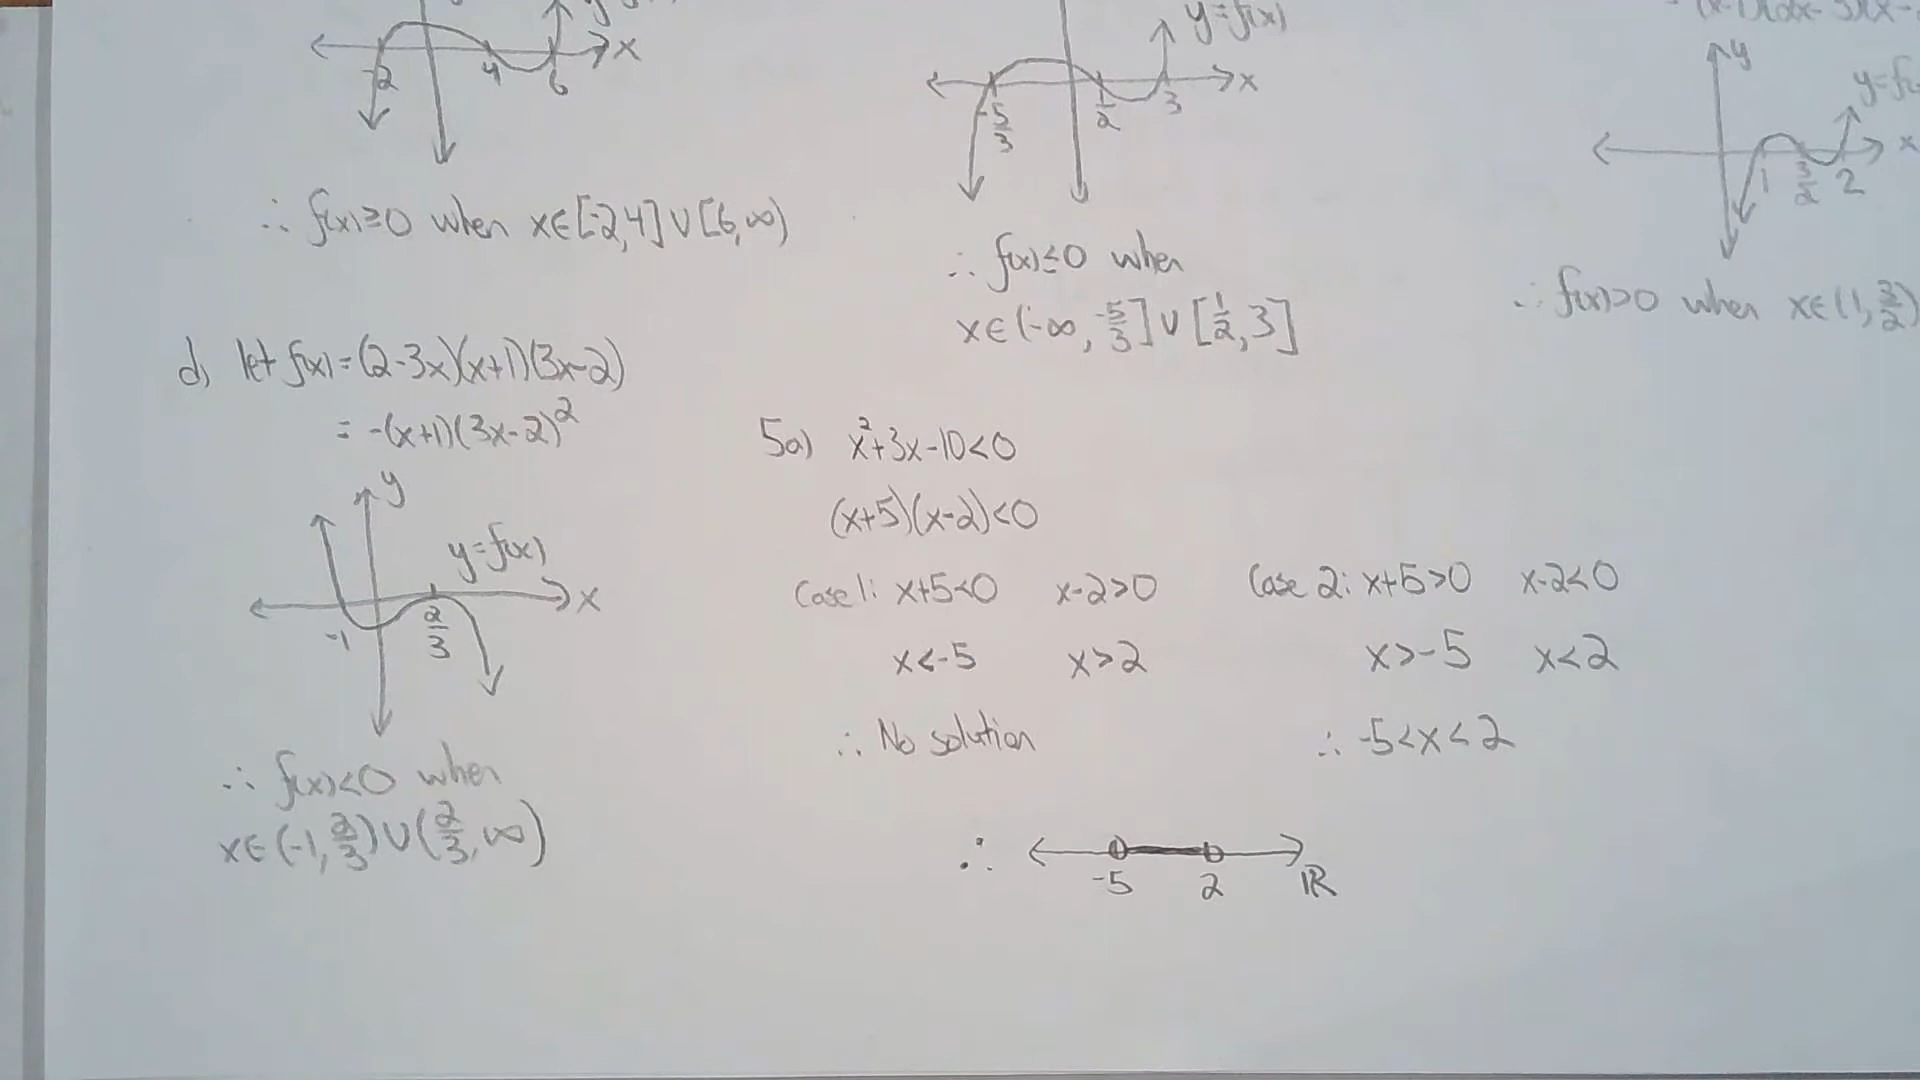 x
-2
4
6
∴ f(x)≥0 when x∈[-2,4]∪[6,∞)
y=f(x)
x
-5/3
1/2
3
∴ f(x)≤0 when
x∈(-∞, -5/3]∪[1/2, 3]
y
x
1
3/2
2
∴ f(x)>0 when x∈(1, 3/2)
d) let f(x)=(2-3x)(x+1)(3x-2)
= -(x+1)(3x-2)²
y
y=f(x)
x
-1
2/3
∴ f(x)<0 when
x∈(-1, 2/3)∪(2/3, ∞)
5a) x²+3x-10<0
(x+5)(x-2)<0
Case 1: x+5<0 x-2>0
x<-5 x>2
∴ No solution
Case 2: x+5>0 x-2<0
x>-5 x<2
∴ -5<x<2
∴
-5 2 ℝ